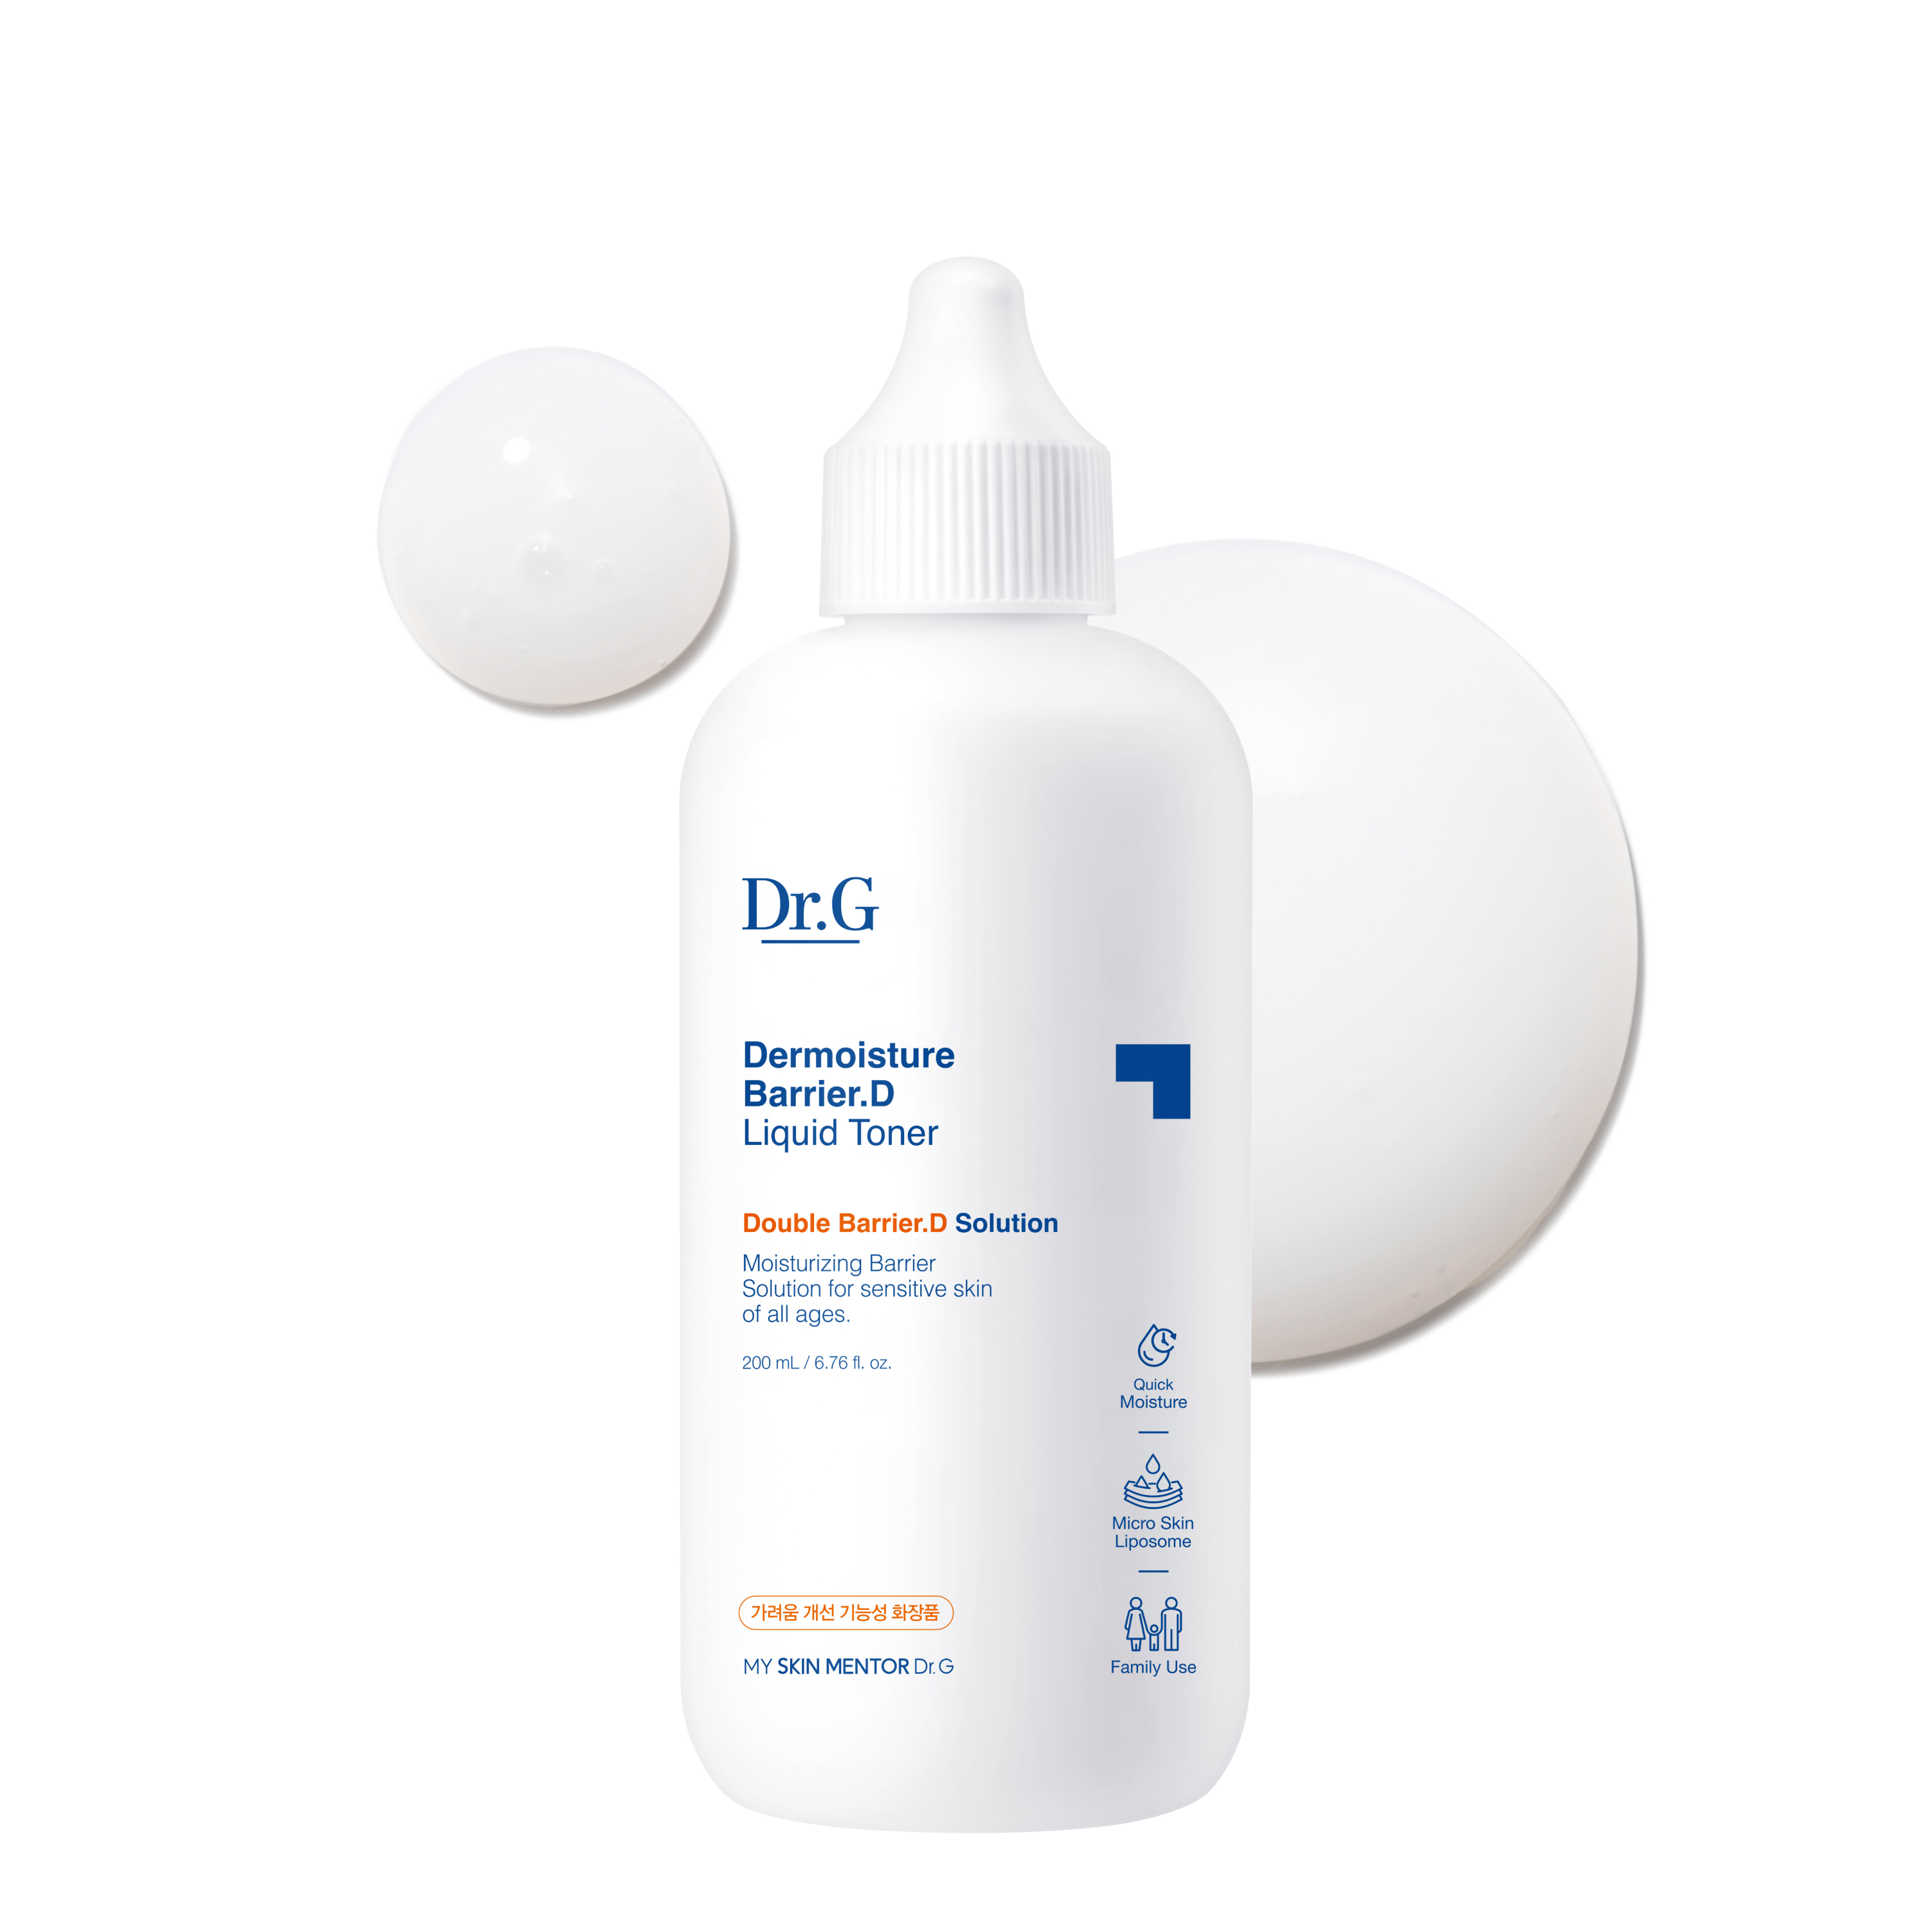 Dr.G
Dermoisture
Barrier.D
Liquid Toner
Double Barrier.D Solution
Moisturizing Barrier
Solution for sensitive skin
of all ages.
200 mL / 6.76 fl. oz.
Quick
Moisture
Micro Skin
Liposome
Family Use
가려움 개선 기능성 화장품
MY SKIN MENTOR Dr.G